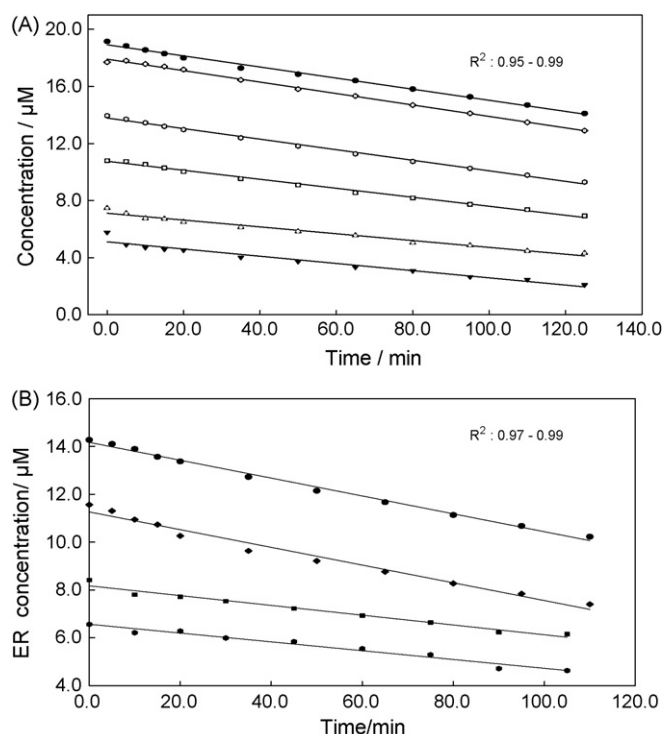 (A)
20.0
R² : 0.95 - 0.99
16.0
12.0
8.0
4.0
0.0
Concentration / µM
0.0 20.0 40.0 60.0 80.0 100.0 120.0 140.0
Time / min
(B)
16.0
R² : 0.97 - 0.99
14.0
12.0
10.0
8.0
6.0
4.0
ER concentration/ µM
0.0 20.0 40.0 60.0 80.0 100.0 120.0
Time/min